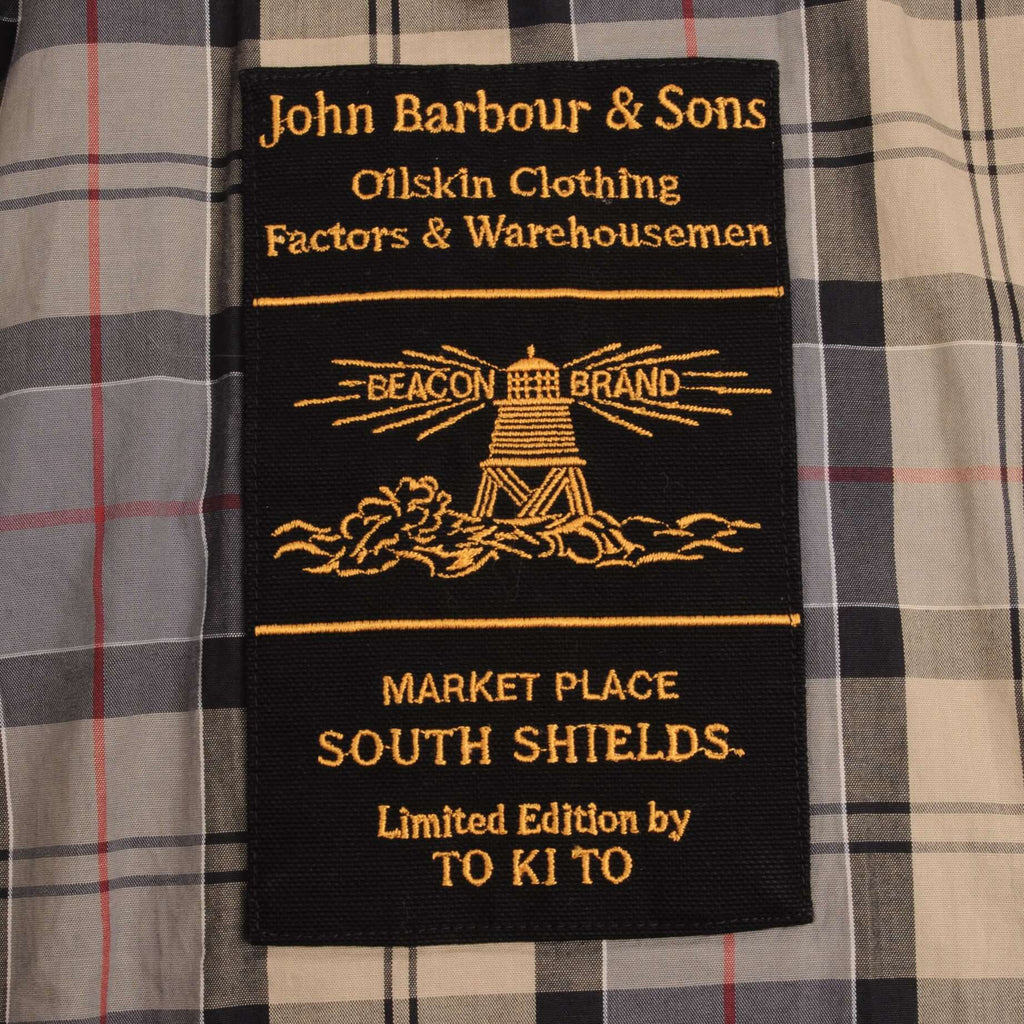 John Barbour & Sons
Oilskin Clothing
Factors & Warehousemen
BEACON BRAND
MARKET PLACE
SOUTH SHIELDS.
Limited Edition by
TO KI TO